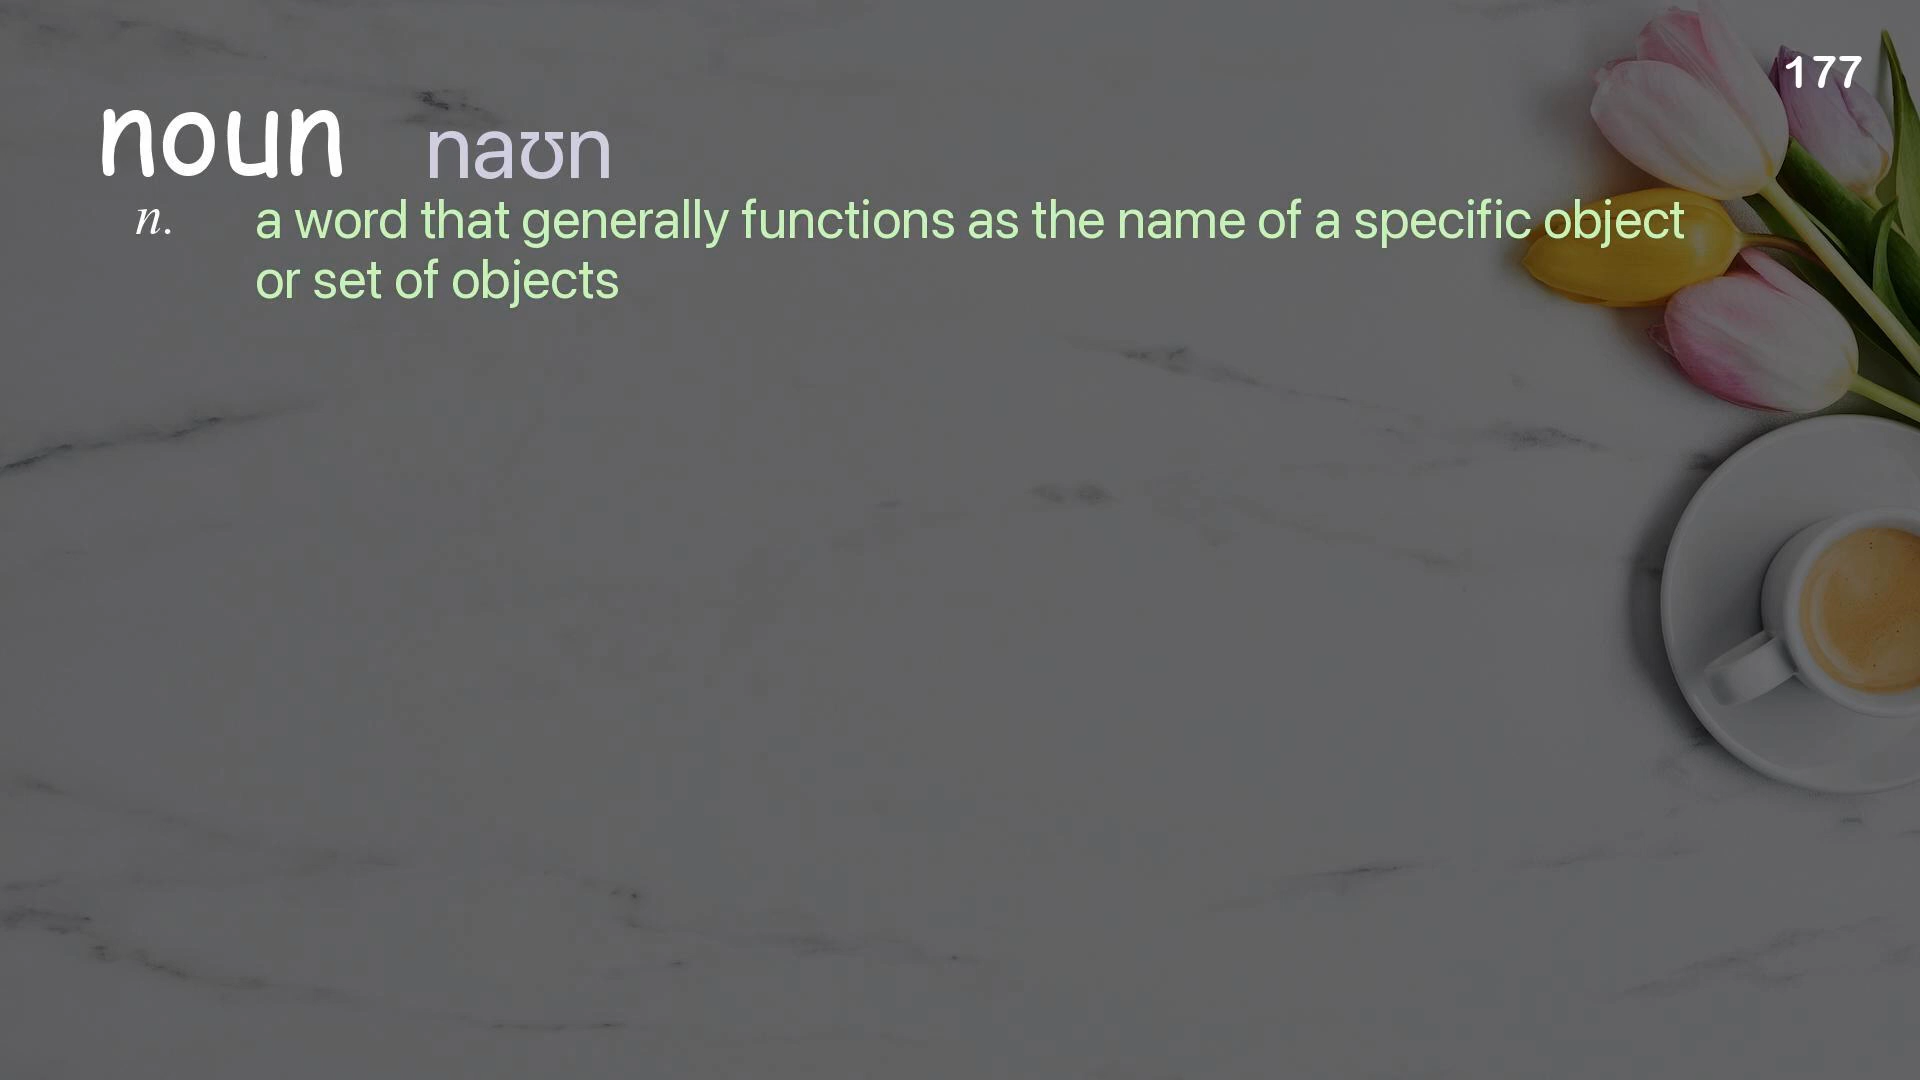 177
noun naʊn
n. a word that generally functions as the name of a specific object
or set of objects